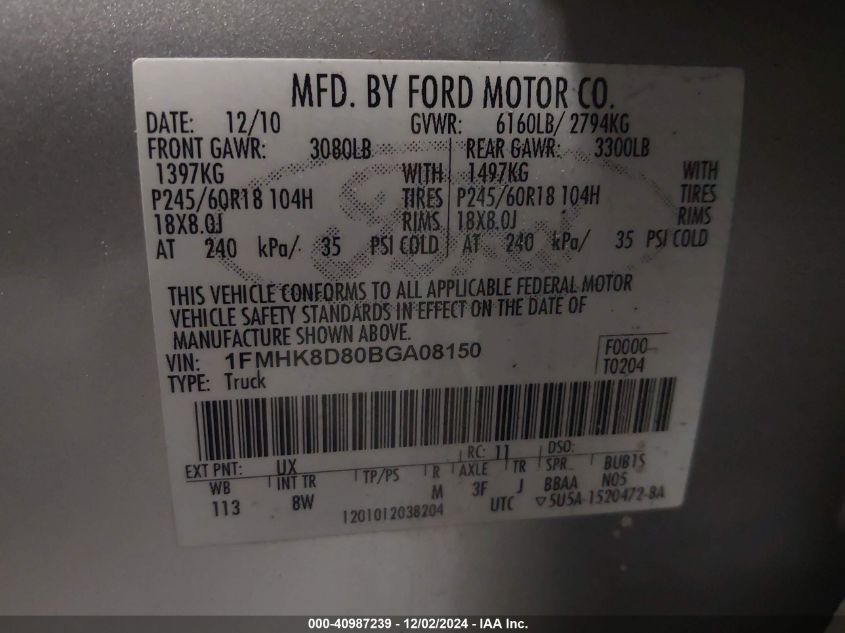 MFD. BY FORD MOTOR CO.
DATE: 12/10 GVWR: 6160LB/ 2794KG
FRONT GAWR: 3080LB REAR GAWR: 3300LB
1397KG WITH 1497KG WITH
P245/60R18 104H TIRES P245/60R18 104H TIRES
18X8.0J RIMS 18X8.0J RIMS
AT 240 kPa/ 35 PSI COLD AT 240 kPa/ 35 PSI COLD
THIS VEHICLE CONFORMS TO ALL APPLICABLE FEDERAL MOTOR
VEHICLE SAFETY STANDARDS IN EFFECT ON THE DATE OF
MANUFACTURE SHOWN ABOVE.
VIN: 1FMHK8D80BGA08150 F0000
TYPE: Truck T0204
RC: 11 DSO:
EXT PNT: UX
WB INT TR TP/PS R AXLE TR SPR BUB1S
113 8W M 3F J BBAA N05
1201012038204 UTC ▽5U5A-1520472-BA
000-40987239 - 12/02/2024 - IAA Inc.